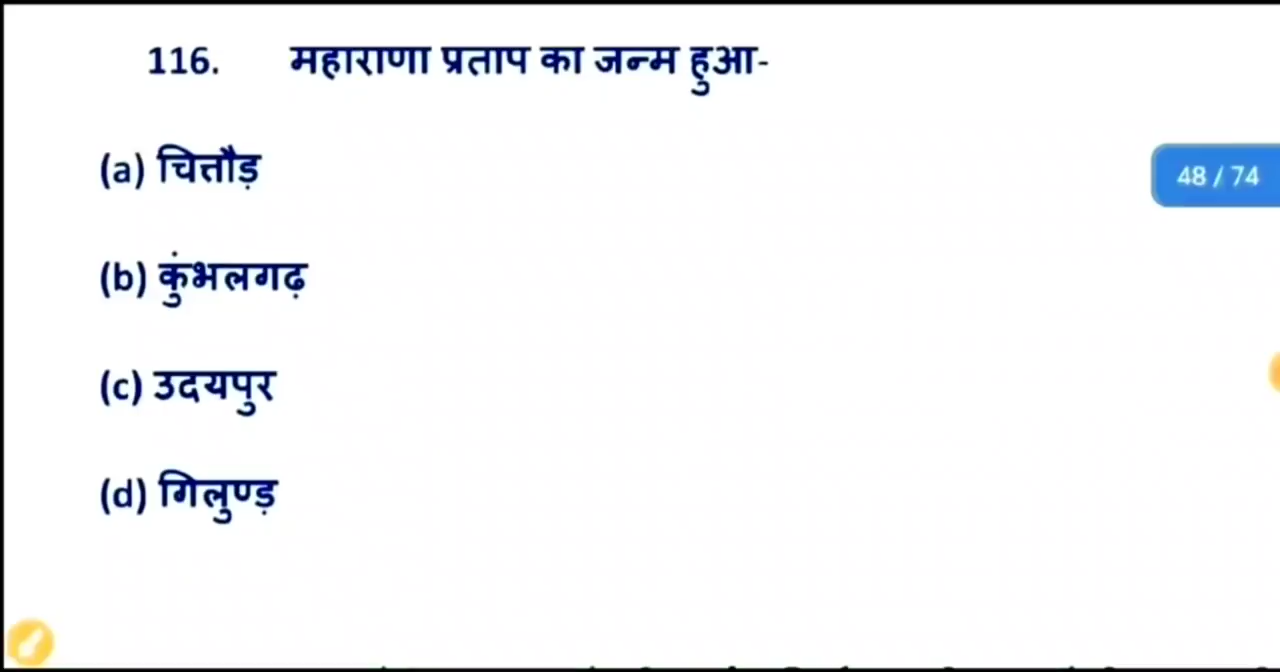 116. महाराणा प्रताप का जन्म हुआ-
(a) चित्तौड़
48 / 74
(b) कुंभलगढ़
(c) उदयपुर
(d) गिलुण्ड़